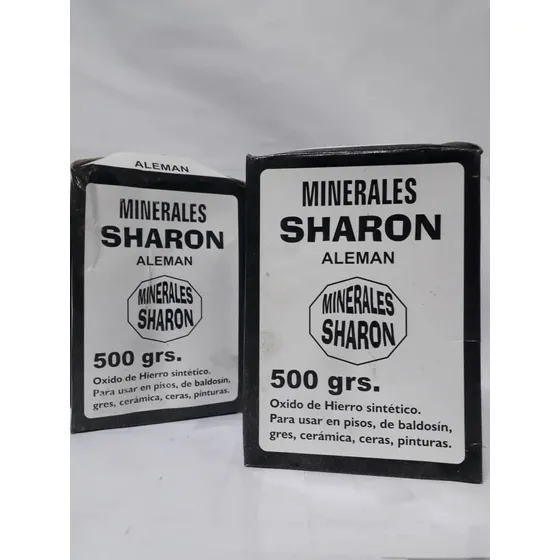 ALEMAN
MINERALES
SHARON
ALEMAN
MINERALES
SHARON
500 grs.
Oxido de Hierro sintético.
Para usar en pisos, de baldosín,
gres, cerámica, ceras, pinturas.
MINERALES
SHARON
ALEMAN
MINERALES
SHARON
500 grs.
Oxido de Hierro sintético.
Para usar en pisos, de baldosín,
gres, cerámica, ceras, pinturas.